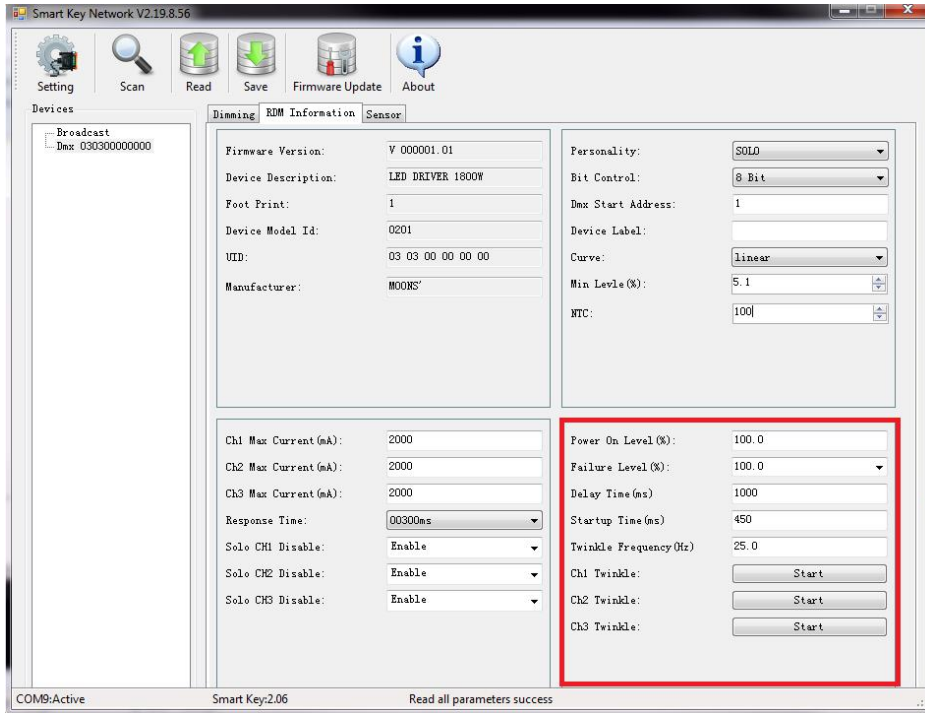 Smart Key Network V2.19.8.56
Setting Scan Read Save Firmware Update About
Devices
Broadcast
Dmx 030300000000
Dimming RDM Information Sensor
Firmware Version: V 000001.01
Device Description: LED DRIVER 1800W
Foot Print: 1
Device Model Id: 0201
UID: 03 03 00 00 00 00
Manufacturer: MOONS'
Personality: SOLO
Bit Control: 8 Bit
Dmx Start Address: 1
Device Label:
Curve: linear
Min Levle(%): 5.1
NTC: 100
Ch1 Max Current(mA): 2000
Ch2 Max Current(mA): 2000
Ch3 Max Current(mA): 2000
Response Time: 00300ms
Solo CH1 Disable: Enable
Solo CH2 Disable: Enable
Solo CH3 Disable: Enable
Power On Level(%): 100.0
Failure Level(%): 100.0
Delay Time(ms) 1000
Startup Time(ms) 450
Twinkle Frequency(Hz) 25.0
Ch1 Twinkle: Start
Ch2 Twinkle: Start
Ch3 Twinkle: Start
COM9:Active Smart Key:2.06 Read all parameters success